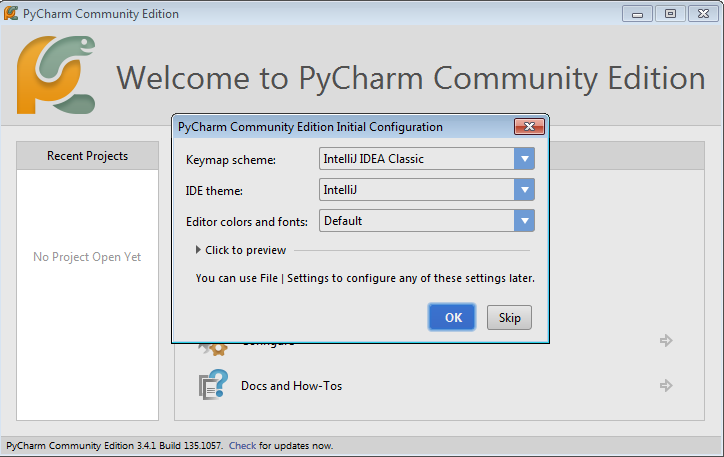 PyCharm Community Edition
Welcome to PyCharm Community Edition
PyCharm Community Edition Initial Configuration
Recent Projects
No Project Open Yet
Keymap scheme: IntelliJ IDEA Classic
IDE theme: IntelliJ
Editor colors and fonts: Default
Click to preview
You can use File | Settings to configure any of these settings later.
OK Skip
Configure
Docs and How-Tos
PyCharm Community Edition 3.4.1 Build 135.1057. Check for updates now.